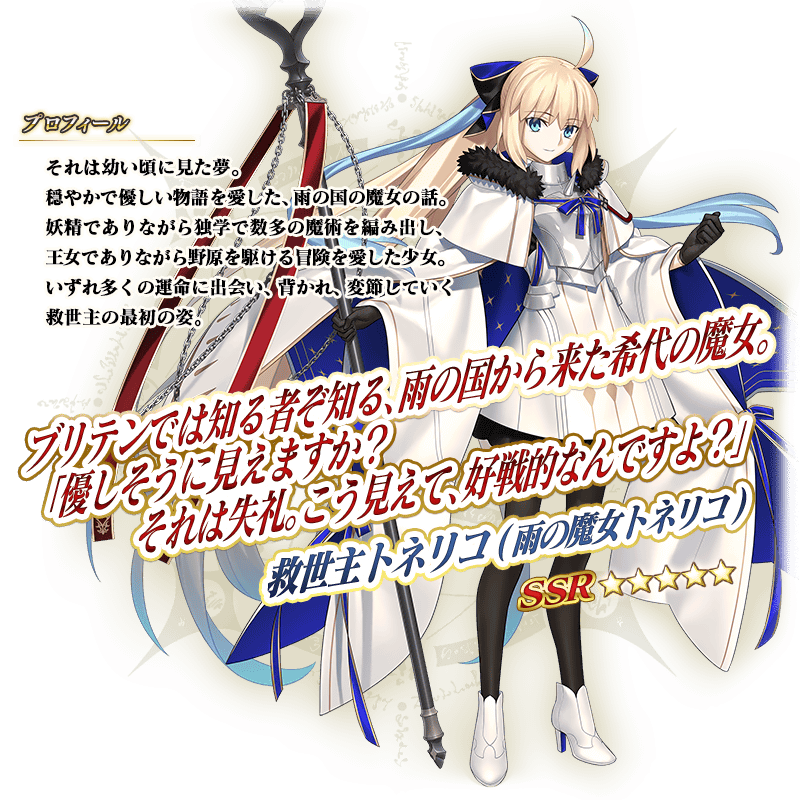 プロフィール
それは幼い頃に見た夢。
穏やかで優しい物語を愛した、雨の国の魔女の話。
妖精でありながら独学で数多の魔術を編み出し、
王女でありながら野原を駆ける冒険を愛した少女。
いずれ多くの運命に出会い、背かれ、変節していく
救世主の最初の姿。
ブリテンでは知る者ぞ知る、雨の国から来た希代の魔女。
「優しそうに見えますか？
それは失礼。こう見えて、好戦的なんですよ？」
救世主トネリコ(雨の魔女トネリコ)
SSR ★★★★★